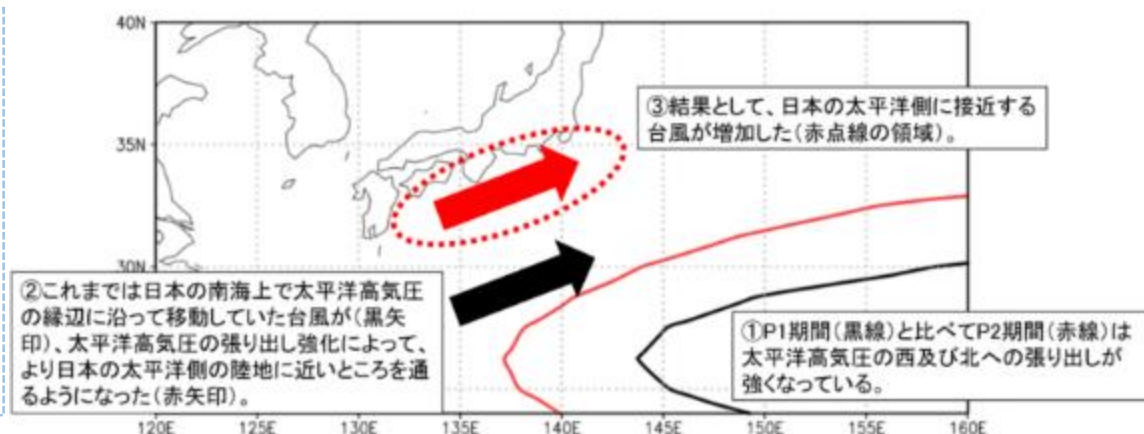 40N
③結果として、日本の太平洋側に接近する
台風が増加した(赤点線の領域)。
35N
30N
②これまでは日本の南海上で太平洋高気圧
の縁辺に沿って移動していた台風が(黒矢
印)、太平洋高気圧の張り出し強化によって、
より日本の太平洋側の陸地に近いところを通
るようになった(赤矢印)。
①P1期間(黒線)と比べてP2期間(赤線)は
太平洋高気圧の西及び北への張り出しが
強くなっている。
120E 125E 130E 135E 140E 145E 150E 155E 160E